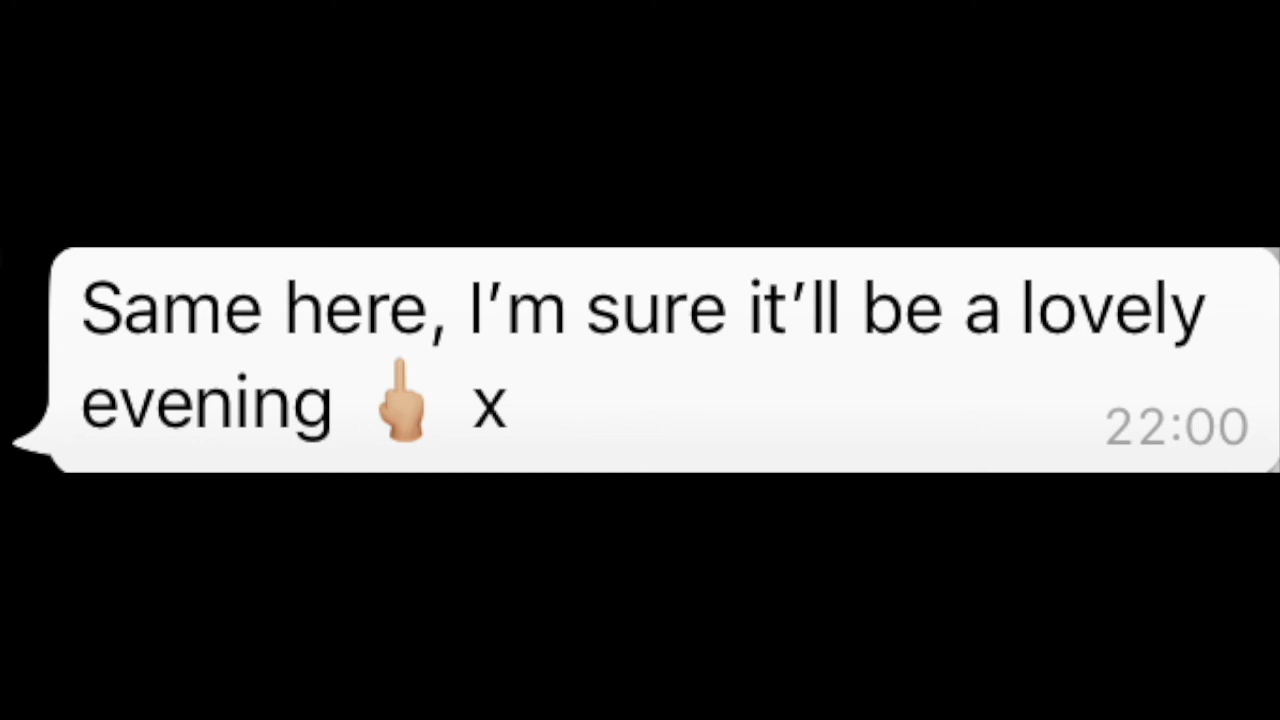 Same here, I’m sure it’ll be a lovely
evening 🖕🏼 x
22:00